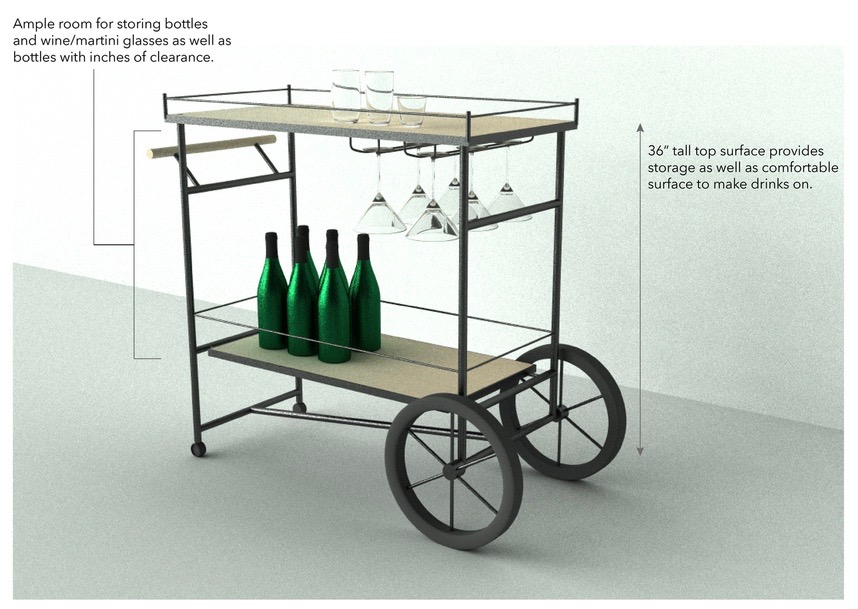 Ample room for storing bottles
and wine/martini glasses as well as
bottles with inches of clearance.
36” tall top surface provides
storage as well as comfortable
surface to make drinks on.